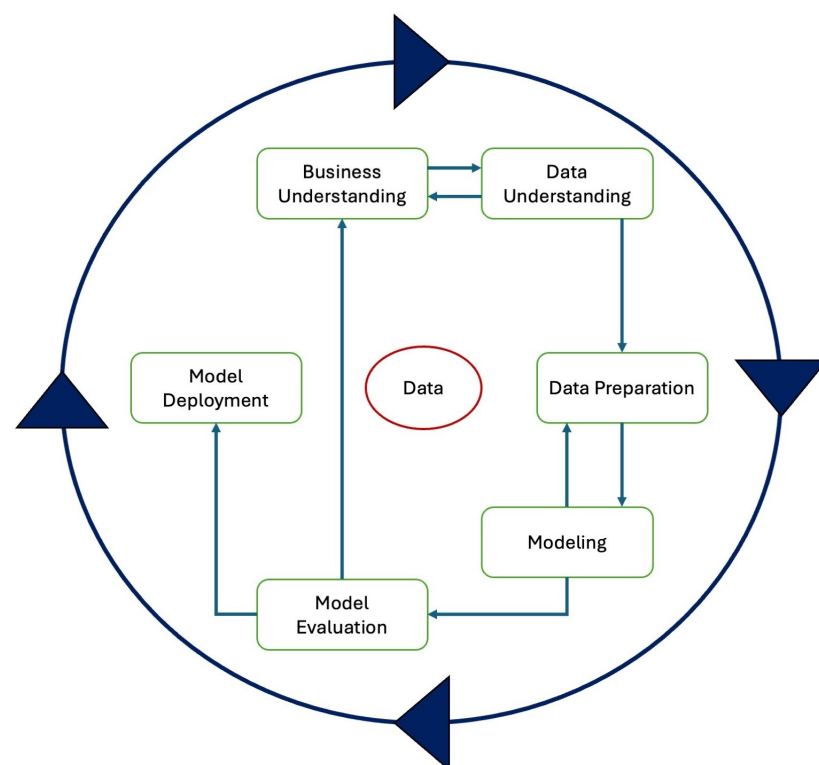 Business
Understanding
Data
Understanding
Model
Deployment
Data
Data Preparation
Modeling
Model
Evaluation